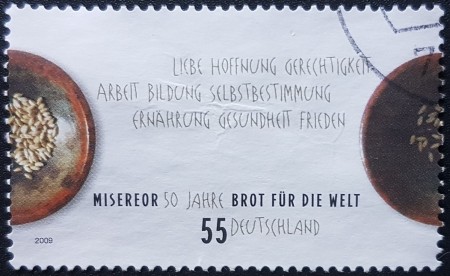 LIEBE HOFFNUNG GERECHTIGKEIT
ARBEIT BILDUNG SELBSTBESTIMMUNG
ERNÄHRUNG GESUNDHEIT FRIEDEN
MISEREOR 50 JAHRE BROT FÜR DIE WELT
55 DEUTSCHLAND
2009